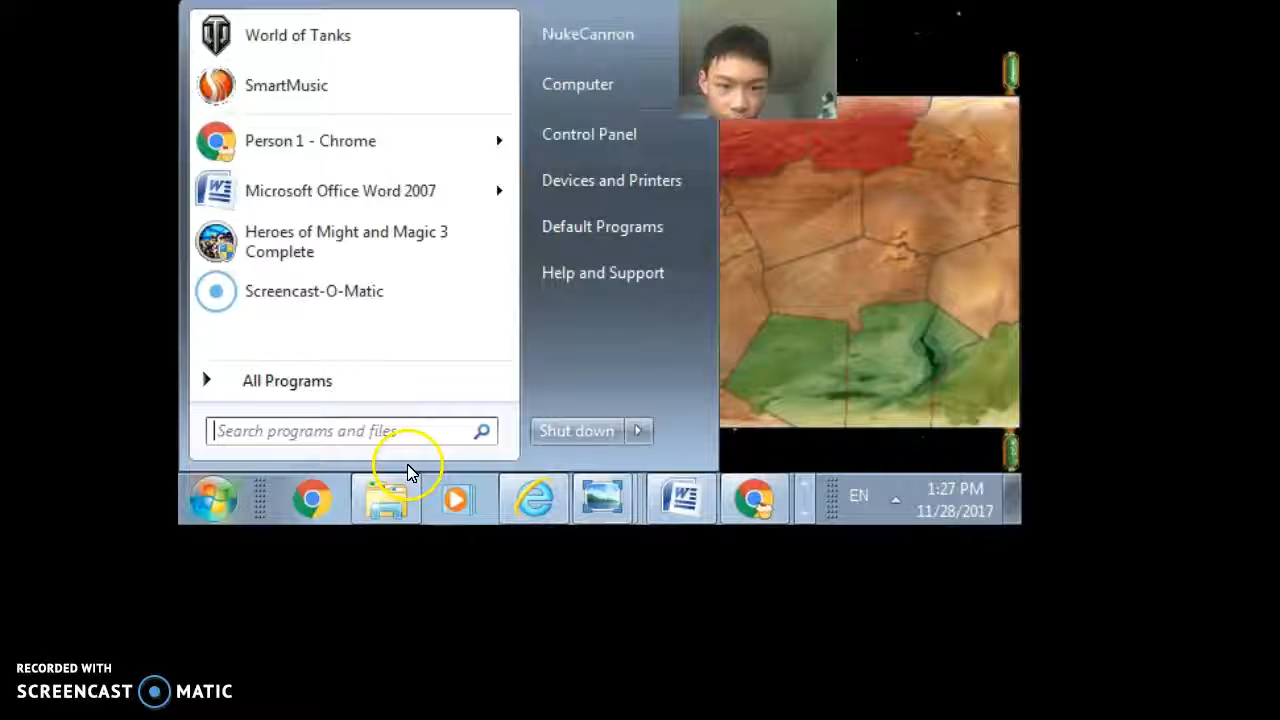 World of Tanks
SmartMusic
Person 1 - Chrome
Microsoft Office Word 2007
Heroes of Might and Magic 3
Complete
Screencast-O-Matic
All Programs
Search programs and files
NukeCannon
Computer
Control Panel
Devices and Printers
Default Programs
Help and Support
Shut down
EN
1:27 PM
11/28/2017
RECORDED WITH
SCREENCAST MATIC